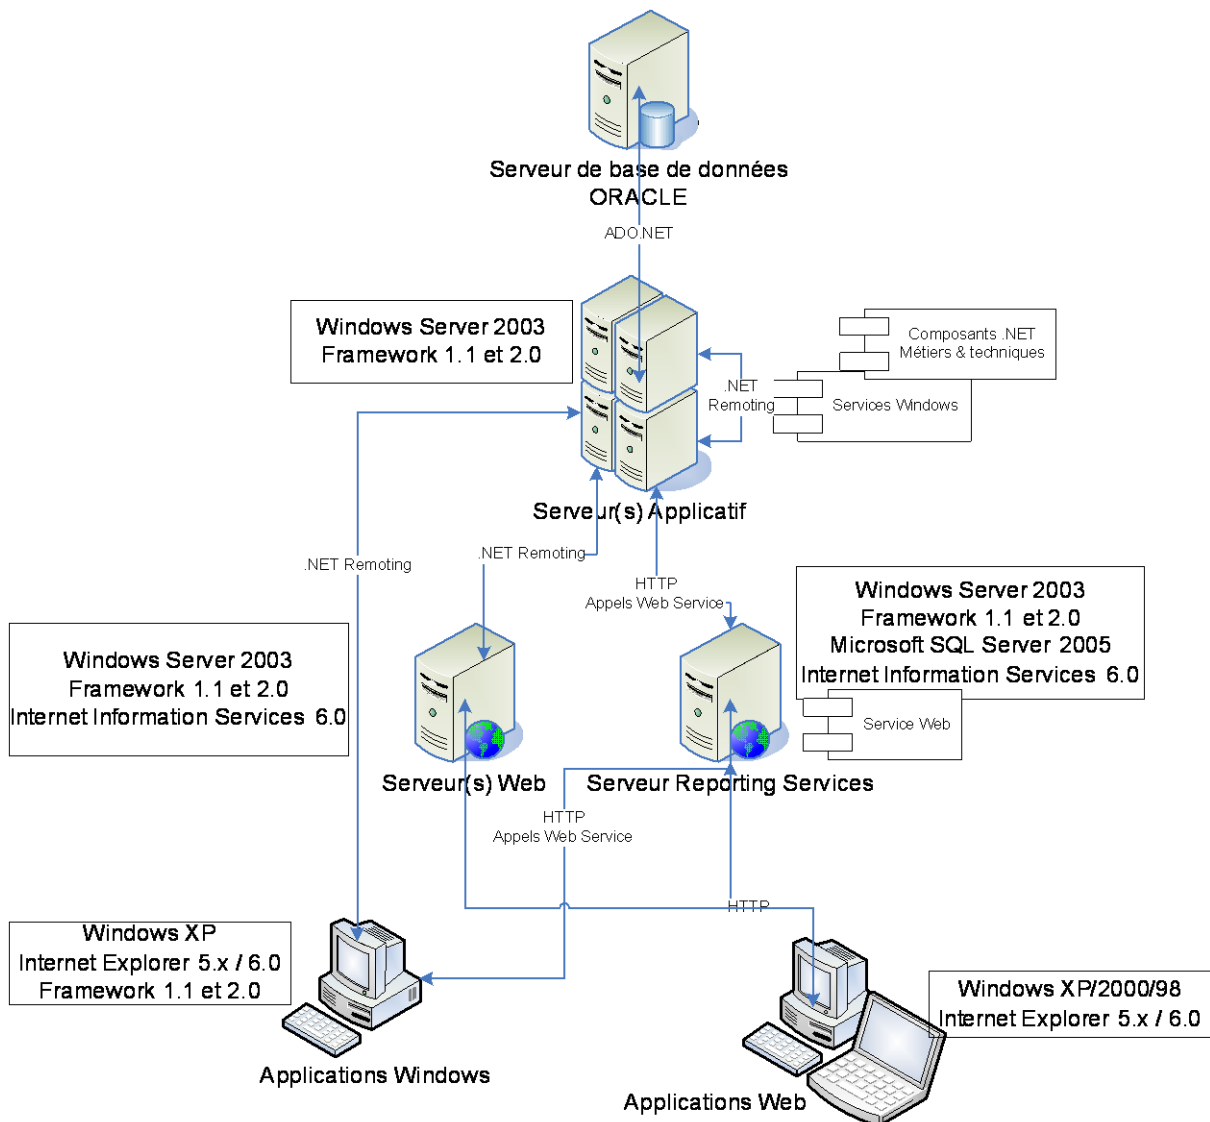 Serveur de base de données
ORACLE
ADO.NET
Windows Server 2003
Framework 1.1 et 2.0
Composants .NET
Métiers & techniques
.NET
Remoting
Services Windows
Serveur(s) Applicatif
.NET Remoting
.NET Remoting
HTTP
Appels Web Service
Windows Server 2003
Framework 1.1 et 2.0
Microsoft SQL Server 2005
Internet Information Services 6.0
Windows Server 2003
Framework 1.1 et 2.0
Internet Information Services 6.0
Service Web
Serveur(s) Web
Serveur Reporting Services
HTTP
Appels Web Service
HTTP
Windows XP
Internet Explorer 5.x / 6.0
Framework 1.1 et 2.0
Windows XP/2000/98
Internet Explorer 5.x / 6.0
Applications Windows
Applications Web